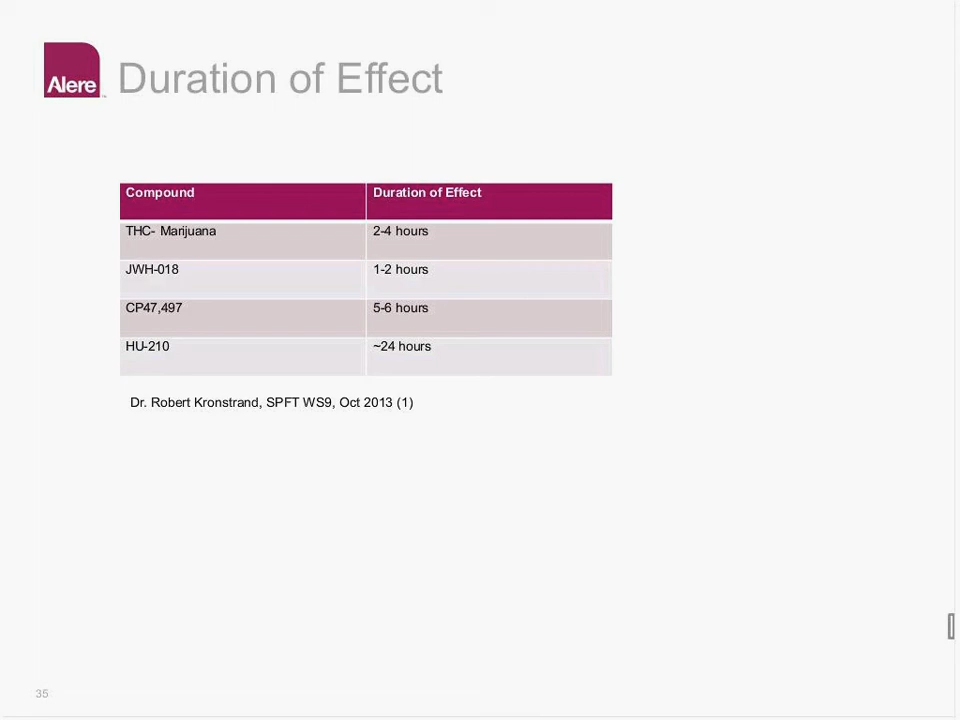 Alere
Duration of Effect
Compound Duration of Effect
THC- Marijuana 2-4 hours
JWH-018 1-2 hours
CP47,497 5-6 hours
HU-210 ~24 hours
Dr. Robert Kronstrand, SPFT WS9, Oct 2013 (1)
35